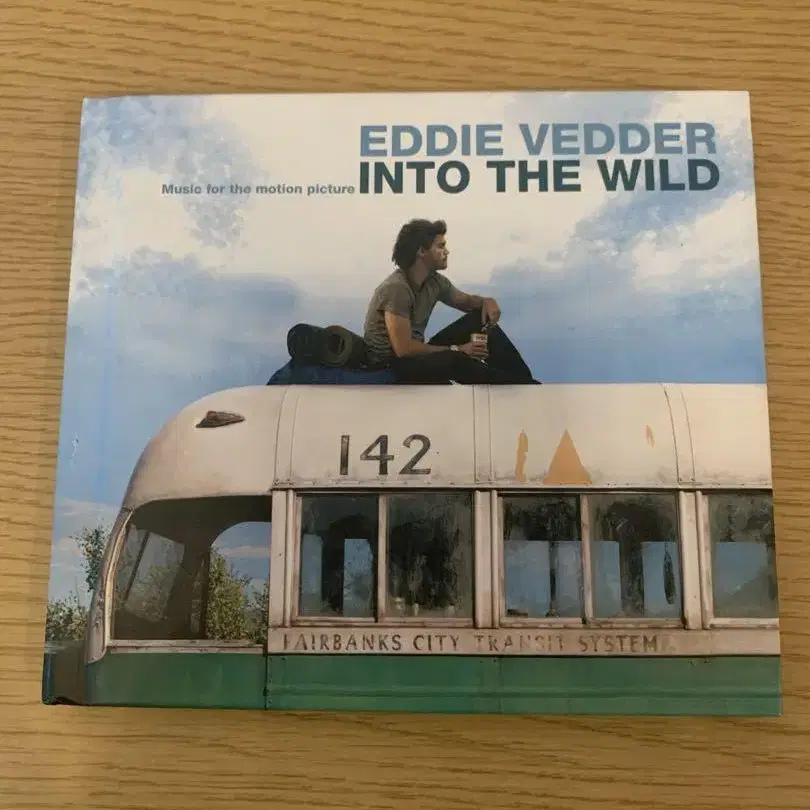 EDDIE VEDDER
Music for the motion picture INTO THE WILD
142
FAIRBANKS CITY TRANSIT SYSTEM